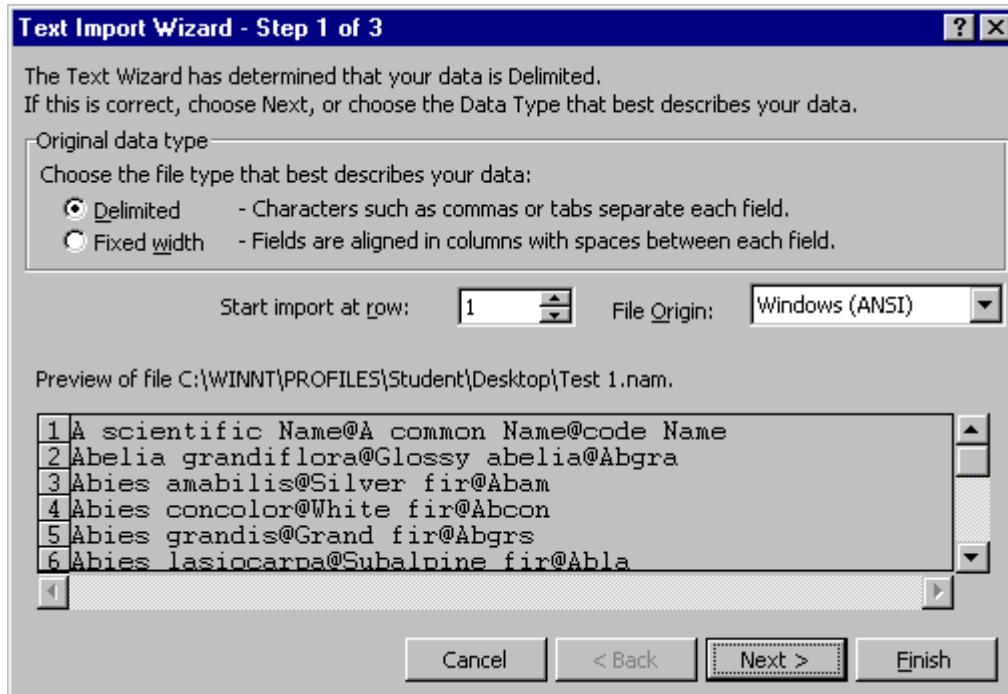 Text Import Wizard - Step 1 of 3
The Text Wizard has determined that your data is Delimited.
If this is correct, choose Next, or choose the Data Type that best describes your data.
Original data type
Choose the file type that best describes your data:
Delimited - Characters such as commas or tabs separate each field.
Fixed width - Fields are aligned in columns with spaces between each field.
Start import at row: 1 File Origin: Windows (ANSI)
Preview of file C:\WINNT\PROFILES\Student\Desktop\Test 1.nam.
1 A scientific Name@A common Name@code Name
2 Abelia grandiflora@Glossy abelia@Abgra
3 Abies amabilis@Silver fir@Abam
4 Abies concolor@White fir@Abcon
5 Abies grandis@Grand fir@Abgrs
6 Abies lasiocarpa@Subalpine fir@Abla
Cancel < Back Next > Finish